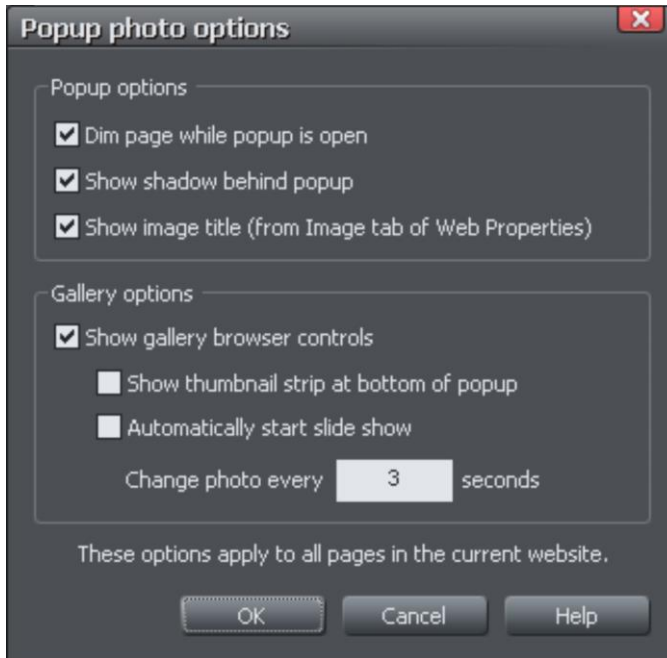 Popup photo options
Popup options
Dim page while popup is open
Show shadow behind popup
Show image title (from Image tab of Web Properties)
Gallery options
Show gallery browser controls
Show thumbnail strip at bottom of popup
Automatically start slide show
Change photo every 3 seconds
These options apply to all pages in the current website.
OK Cancel Help